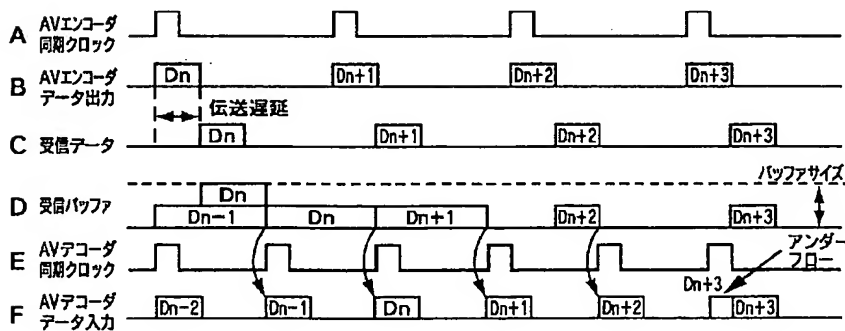 A AVエンコーダ
同期クロック
B AVエンコーダ
データ出力
Dn Dn+1 Dn+2 Dn+3
伝送遅延
C 受信データ
Dn Dn+1 Dn+2 Dn+3
バッファサイズ
D 受信バッファ
Dn
Dn-1 Dn Dn+1 Dn+2 Dn+3
E AVデコーダ
同期クロック
アンダー
フロー
Dn+3
F AVデコーダ
データ入力
Dn-2 Dn-1 Dn Dn+1 Dn+2 Dn+3